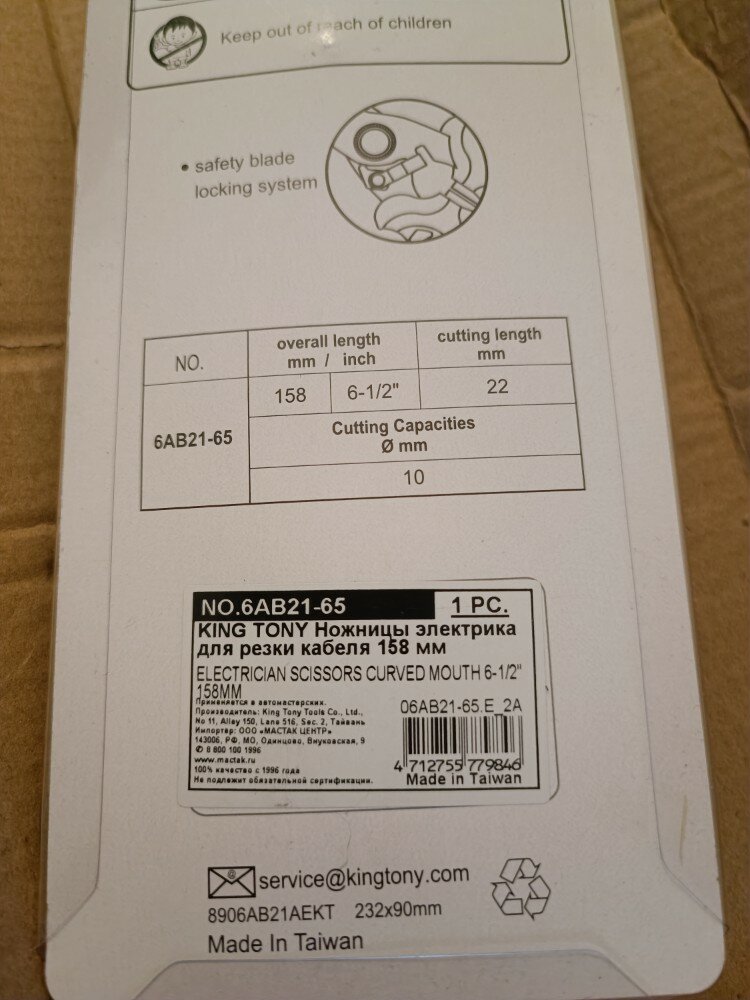 Keep out of reach of children
• safety blade
locking system
NO.
overall length
mm / inch
cutting length
mm
6AB21-65
158
6-1/2"
22
Cutting Capacities
Ø mm
10
NO.6AB21-65
1 PC.
KING TONY Ножницы электрика
для резки кабеля 158 мм
ELECTRICIAN SCISSORS CURVED MOUTH 6-1/2"
158MM
Применяется в автомастерских.
Производитель: King Tony Tools Co., Ltd.,
No 11, Alley 150, Lane 516, Sec. 2, Тайвань
Импортер: ООО «МАСТАК ЦЕНТР»
143006, РФ, МО, Одинцово, Внуковская, 9
✆ 8 800 100 1996
www.mactak.ru
100% качество с 1996 года
Не подлежит обязательной сертификации.
06AB21-65.E_2A
4 712755 779846
Made in Taiwan
service@kingtony.com
8906AB21AEKT 232x90mm
Made In Taiwan